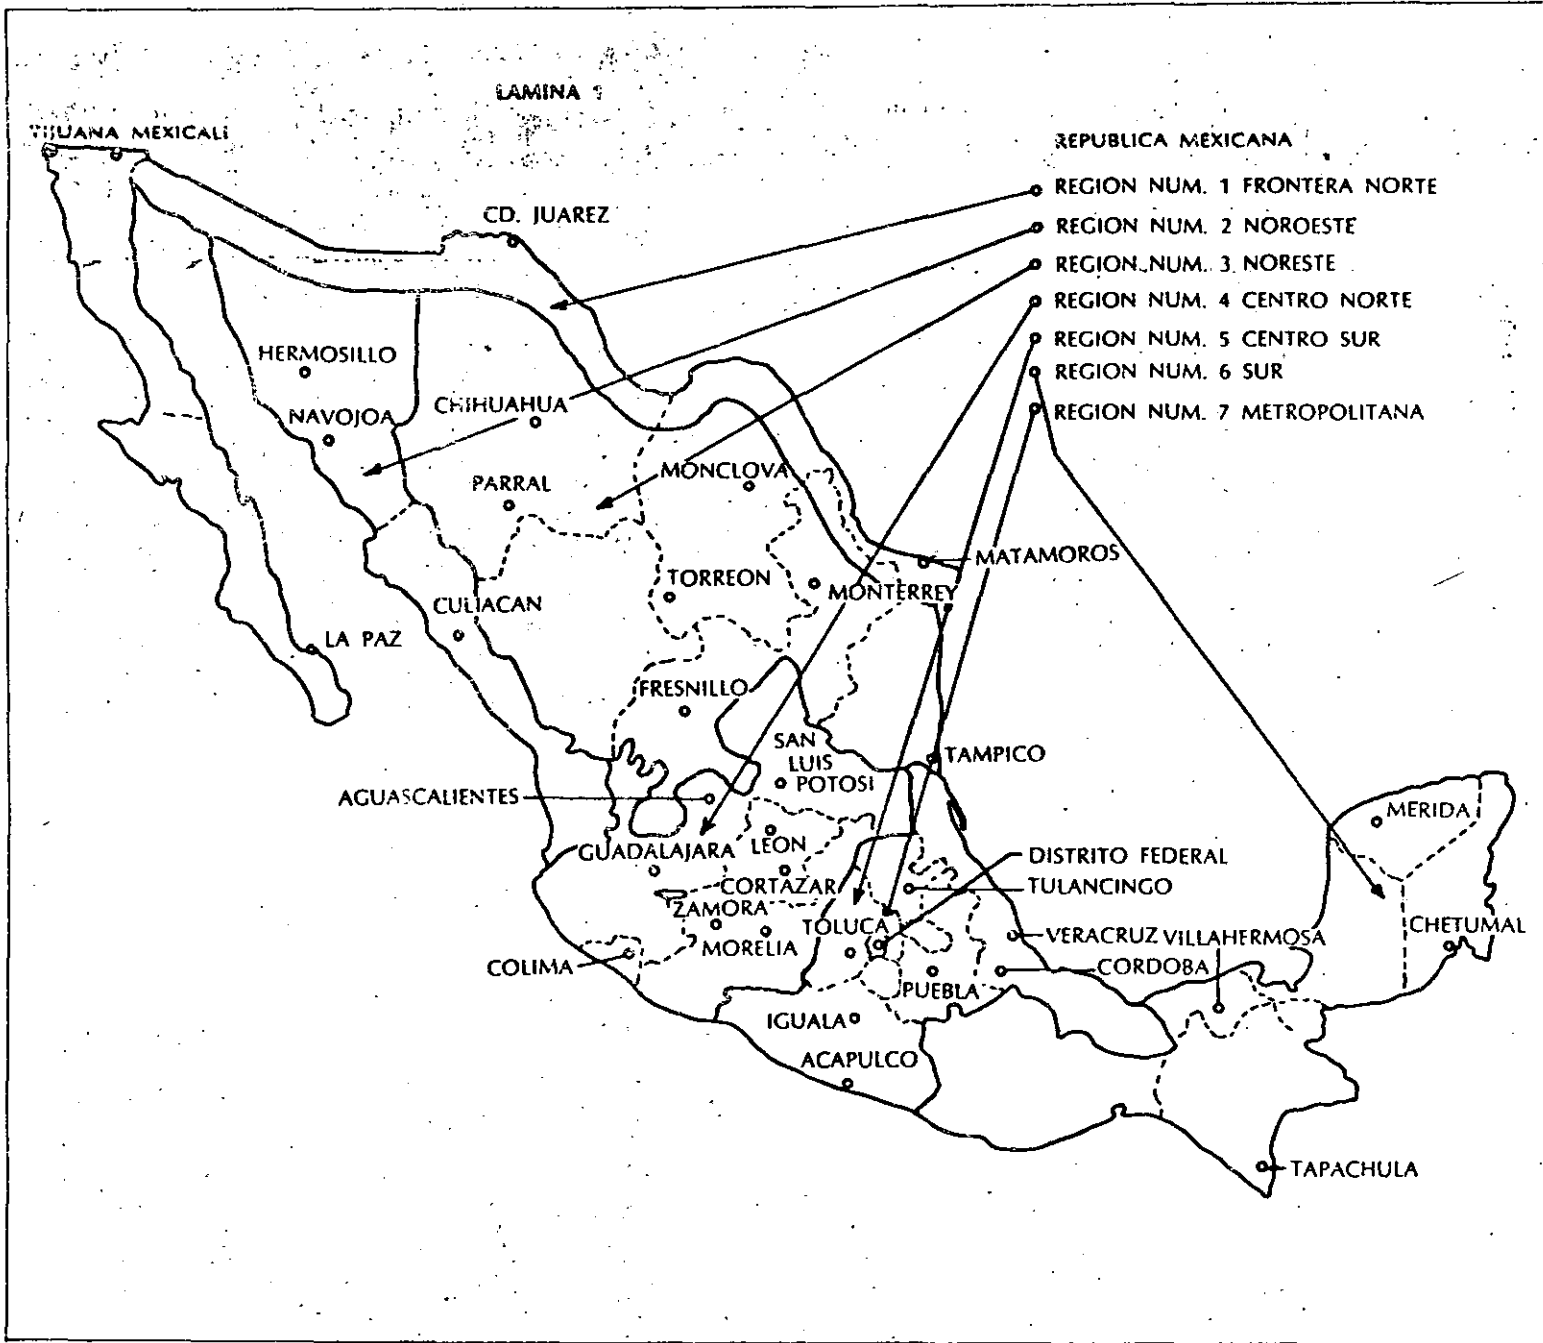 LAMINA 1
TIJUANA MEXICALI
REPUBLICA MEXICANA
REGION NUM. 1 FRONTERA NORTE
REGION NUM. 2 NOROESTE
REGION NUM. 3 NORESTE
REGION NUM. 4 CENTRO NORTE
REGION NUM. 5 CENTRO SUR
REGION NUM. 6 SUR
REGION NUM. 7 METROPOLITANA
CD. JUAREZ
HERMOSILLO
NAVOJOA
CHIHUAHUA
PARRAL
MONCLOVA
MATAMOROS
TORREON
MONTERREY
CULIACAN
LA PAZ
FRESNILLO
SAN
LUIS
POTOSI
TAMPICO
AGUASCALIENTES
MERIDA
GUADALAJARA
LEON
DISTRITO FEDERAL
CORTAZAR
TULANCINGO
ZAMORA
TOLUCA
MORELIA
VERACRUZ
VILLAHERMOSA
CHETUMAL
COLIMA
CORDOBA
PUEBLA
IGUALA
ACAPULCO
TAPACHULA